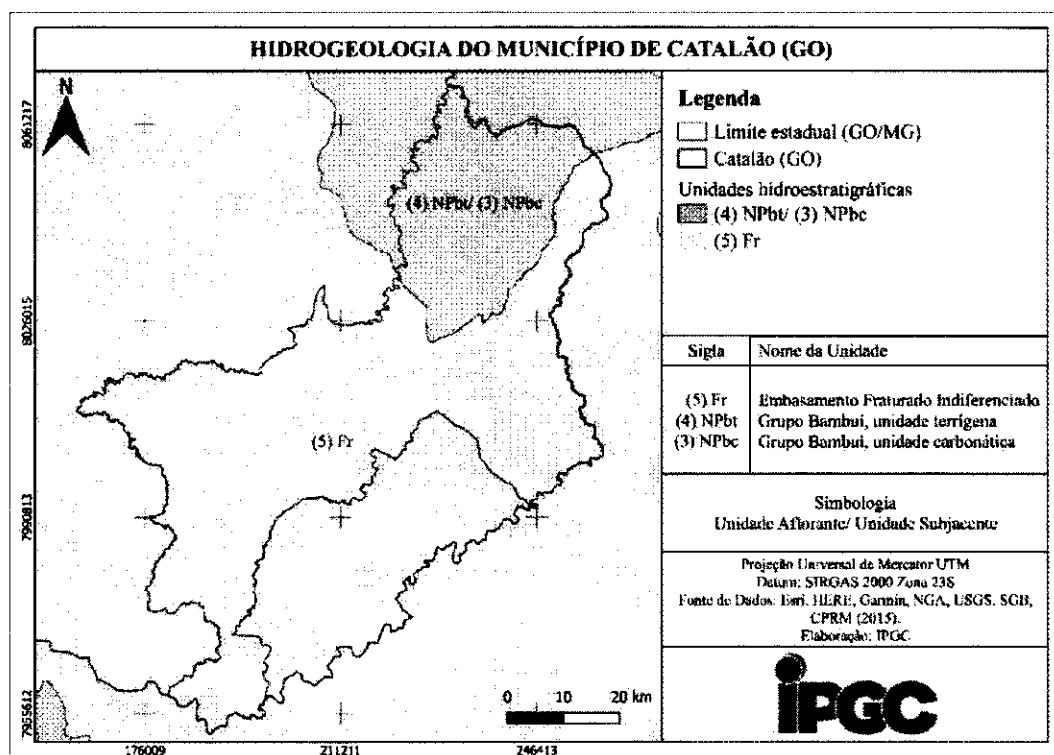 HIDROGEOLOGIA DO MUNICÍPIO DE CATALÃO (GO)
N
8061217
8026015
7990813
7955612
(4) NPbt/ (3) NPbc
(5) Fr
0 10 20 km
176009 211211 246413
Legenda
Limite estadual (GO/MG)
Catalão (GO)
Unidades hidroestratigráficas
(4) NPbt/ (3) NPbc
(5) Fr
Sigla Nome da Unidade
(5) Fr Embasamento Fraturado Indiferenciado
(4) NPbt Grupo Bambuí, unidade terrígena
(3) NPbc Grupo Bambuí, unidade carbonática
Simbologia
Unidade Aflorante/ Unidade Subjacente
Projeção Universal de Mercator UTM
Datum: SIRGAS 2000 Zona 23S
Fonte de Dados: Esri, HERE, Garmin, NGA, USGS, SGB,
CPRM (2015).
Elaboração: IPGC
iPGC